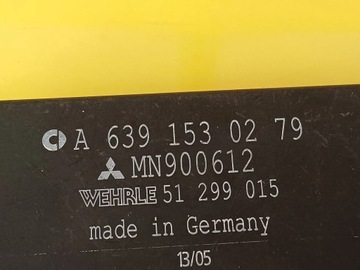 A 639 153 02 79
MN900612
WEHRLE 51 299 015
made in Germany
13/05